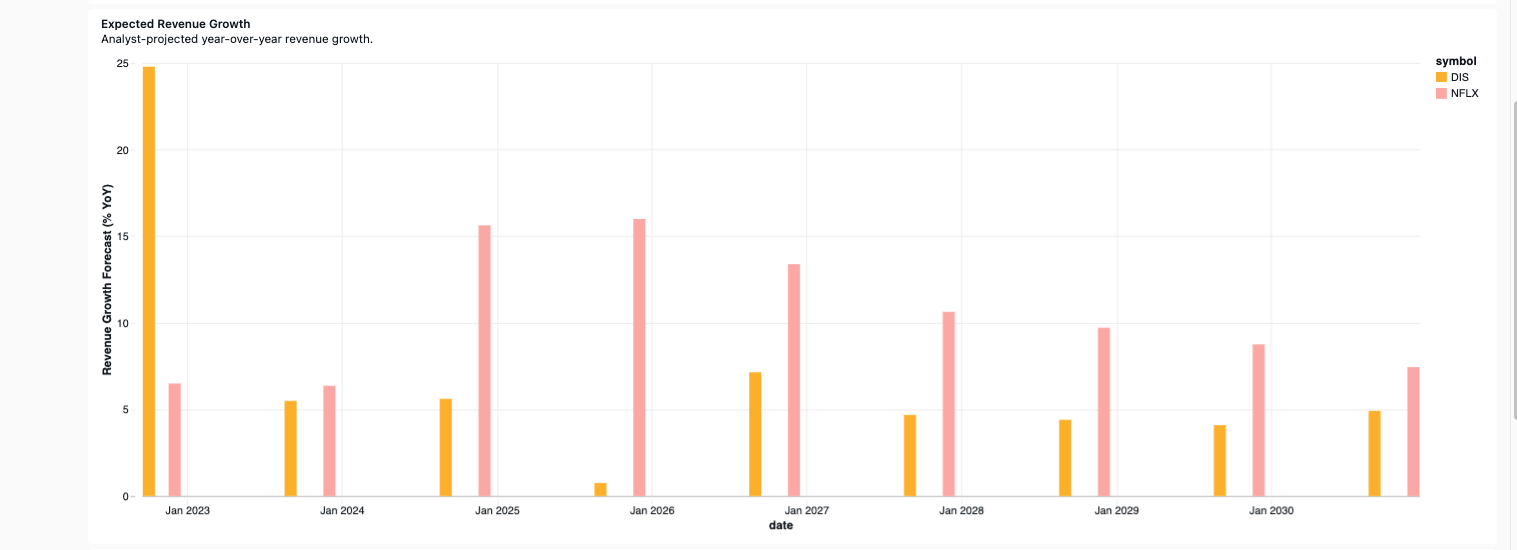 Expected Revenue Growth
Analyst-projected year-over-year revenue growth.
symbol
DIS
NFLX
Revenue Growth Forecast (% YoY)
25
20
15
10
5
0
Jan 2023
Jan 2024
Jan 2025
Jan 2026
Jan 2027
Jan 2028
Jan 2029
Jan 2030
date